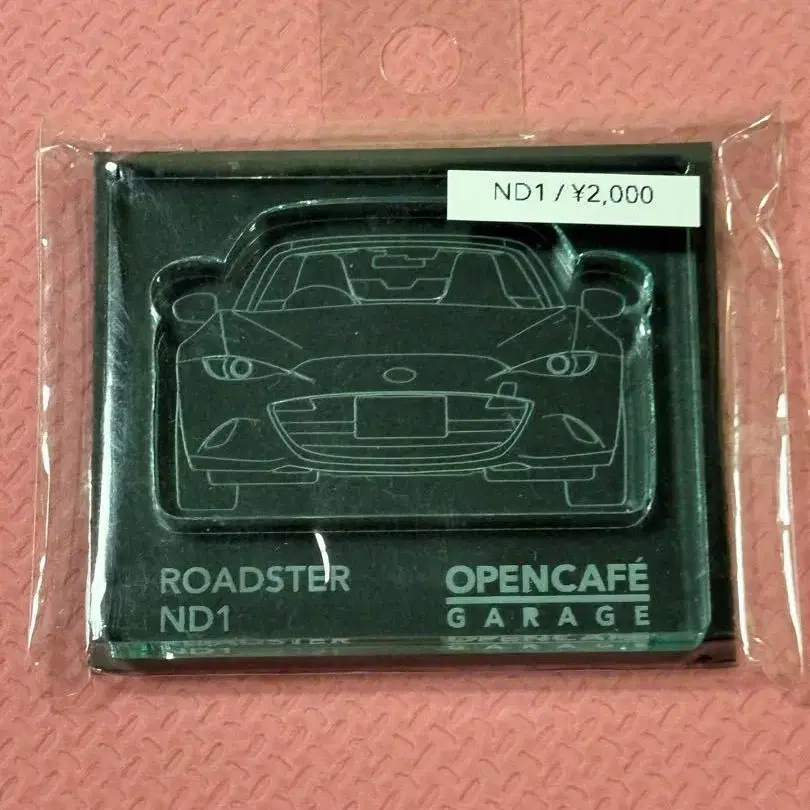 ND1 / ¥2,000
ROADSTER
ND1
OPENCAFÉ
GARAGE